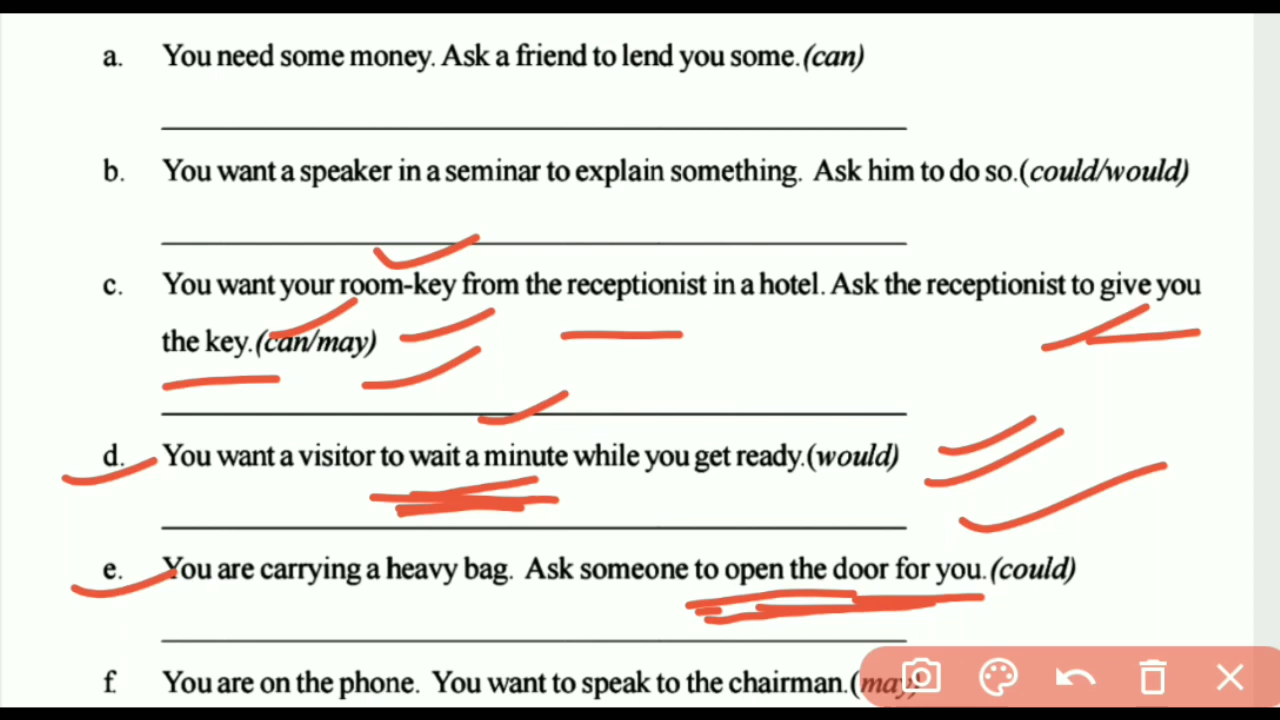 a. You need some money. Ask a friend to lend you some.(can)
b. You want a speaker in a seminar to explain something. Ask him to do so.(could/would)
c. You want your room-key from the receptionist in a hotel. Ask the receptionist to give you
the key.(can/may)
d. You want a visitor to wait a minute while you get ready.(would)
e. You are carrying a heavy bag. Ask someone to open the door for you.(could)
f. You are on the phone. You want to speak to the chairman.(may)